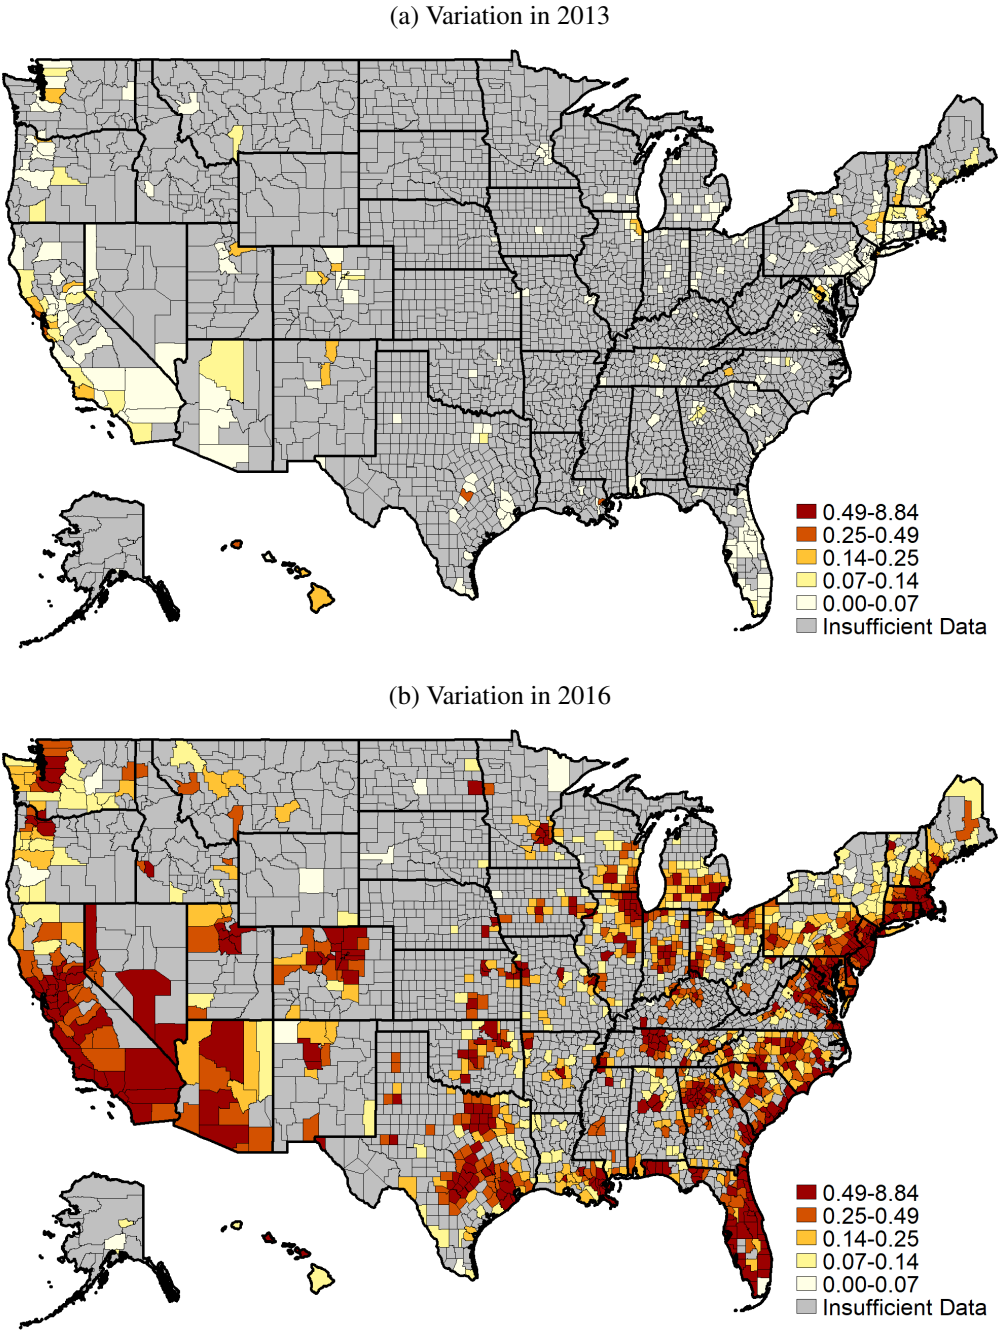 (a) Variation in 2013
0.49-8.84
0.25-0.49
0.14-0.25
0.07-0.14
0.00-0.07
Insufficient Data
(b) Variation in 2016
0.49-8.84
0.25-0.49
0.14-0.25
0.07-0.14
0.00-0.07
Insufficient Data